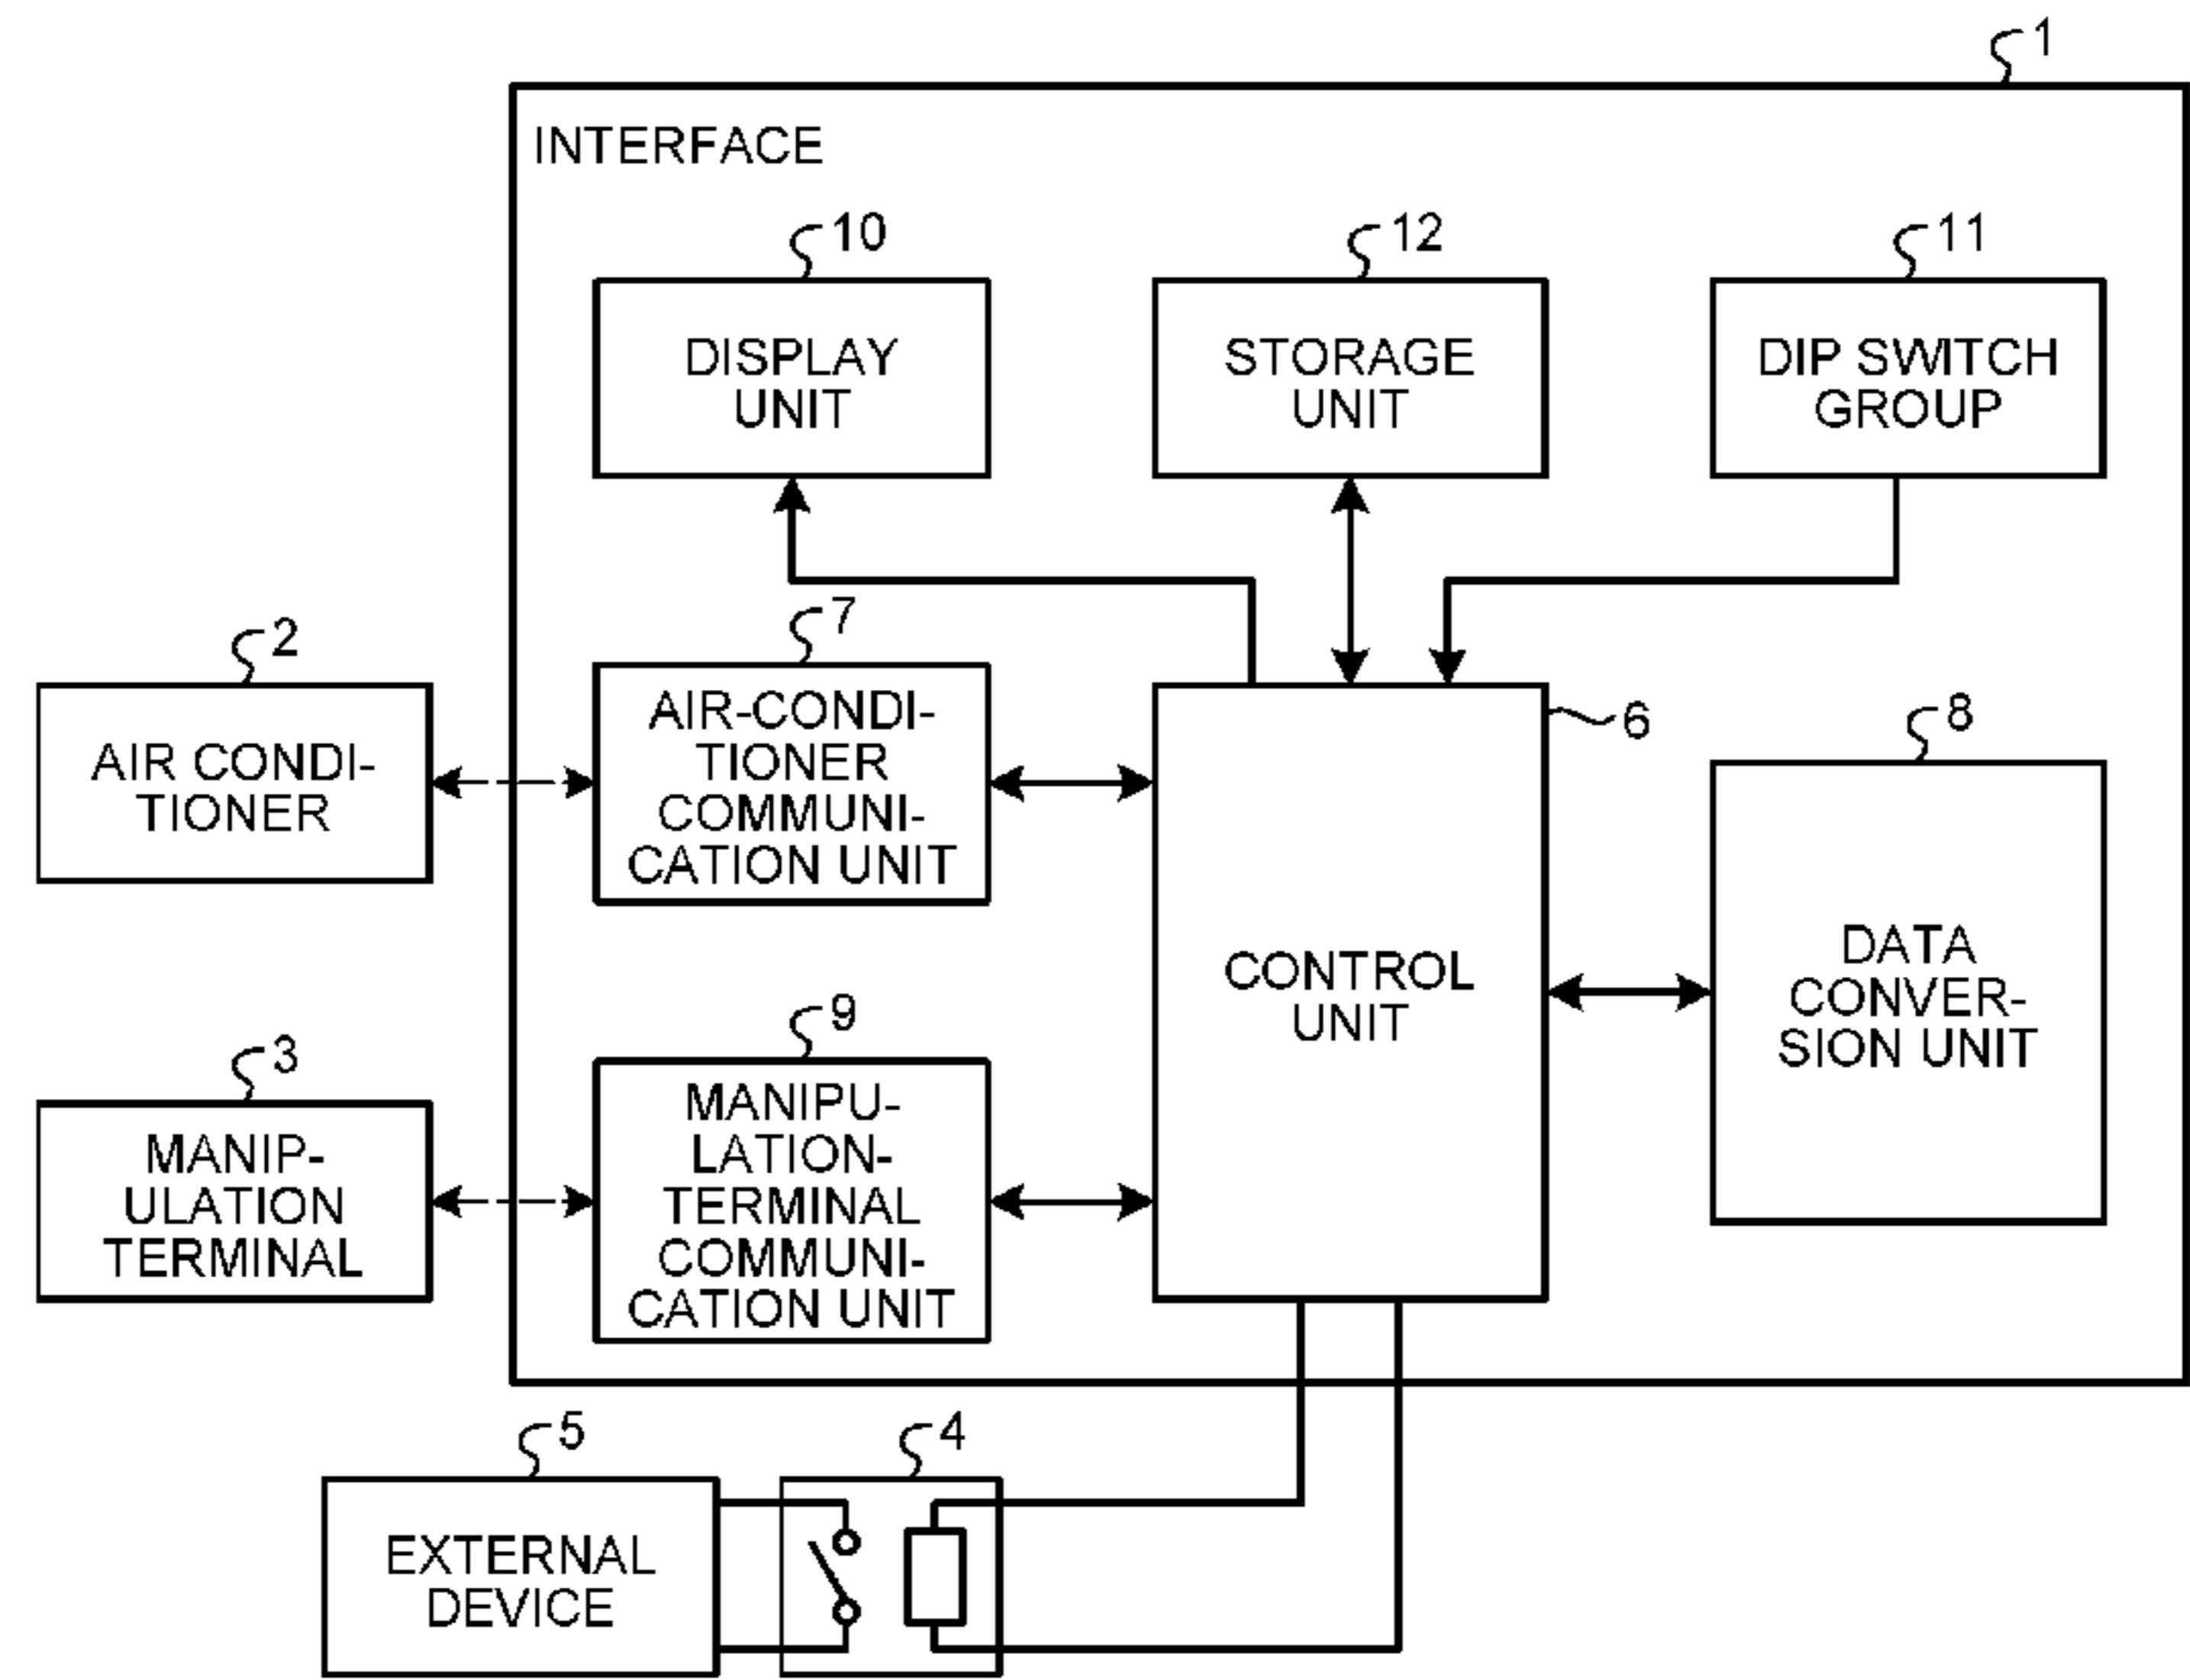 1
INTERFACE
10
DISPLAY
UNIT
12
STORAGE
UNIT
11
DIP SWITCH
GROUP
2
AIR CONDI-
TIONER
7
AIR-CONDI-
TIONER
COMMUNI-
CATION UNIT
6
CONTROL
UNIT
8
DATA
CONVER-
SION UNIT
3
MANIP-
ULATION
TERMINAL
9
MANIPU-
LATION-
TERMINAL
COMMUNI-
CATION UNIT
5
EXTERNAL
DEVICE
4